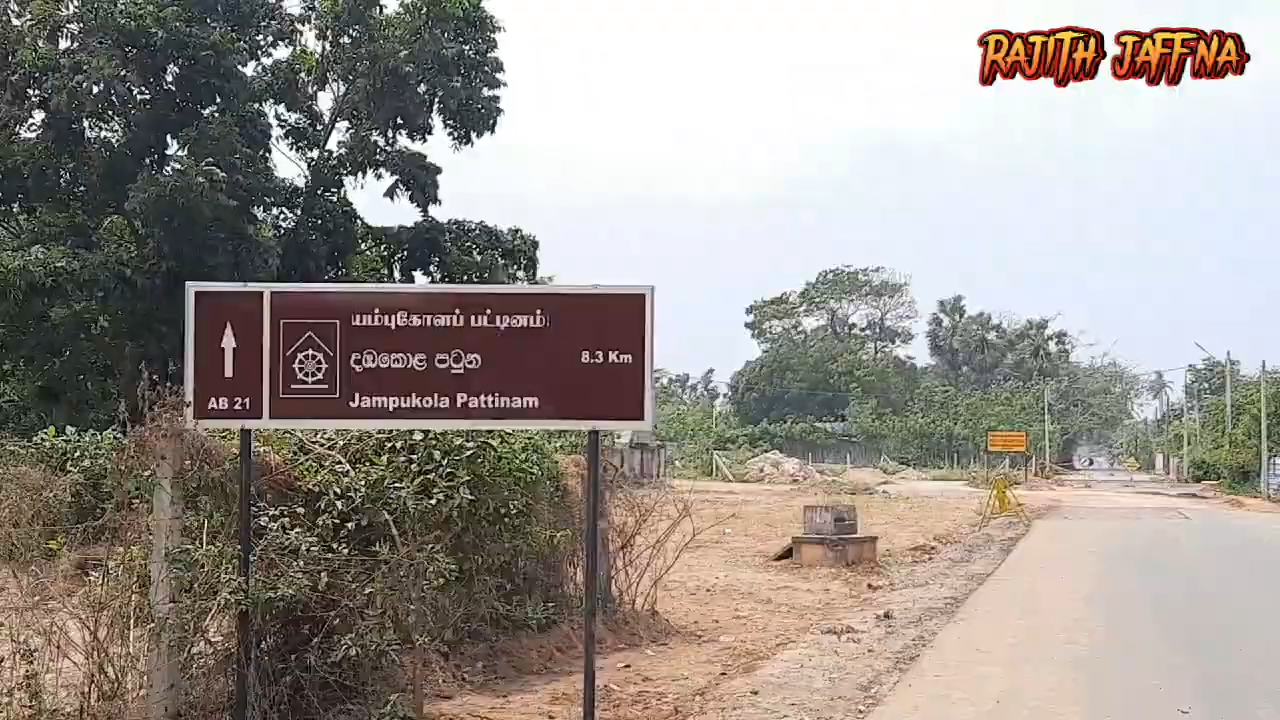 RAJITH JAFFNA
யம்புகோளப் பட்டினம்
දඹකොළ පටුන
8.3 Km
Jampukola Pattinam
AB 21